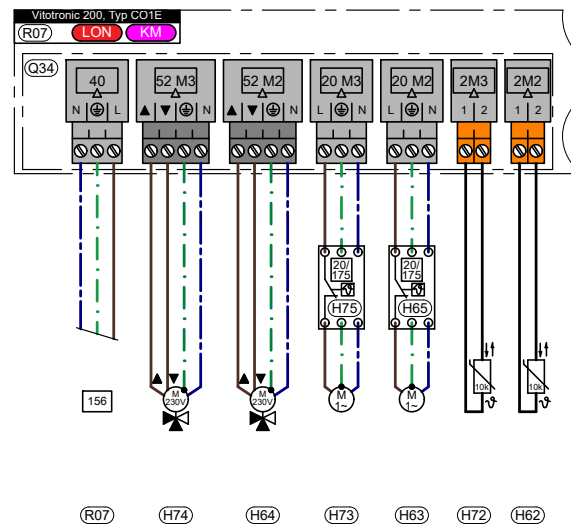 Vitotronic 200, Typ CO1E
R07 LON KM
Q34
40 52 M3 52 M2 20 M3 20 M2 2M3 2M2
N L N N L N L N 1 2 1 2
20/ 20/
175 175
H75 H65
M M M M
230V 230V 1~ 1~
10k 10k
ϑ ϑ
156
R07 H74 H64 H73 H63 H72 H62